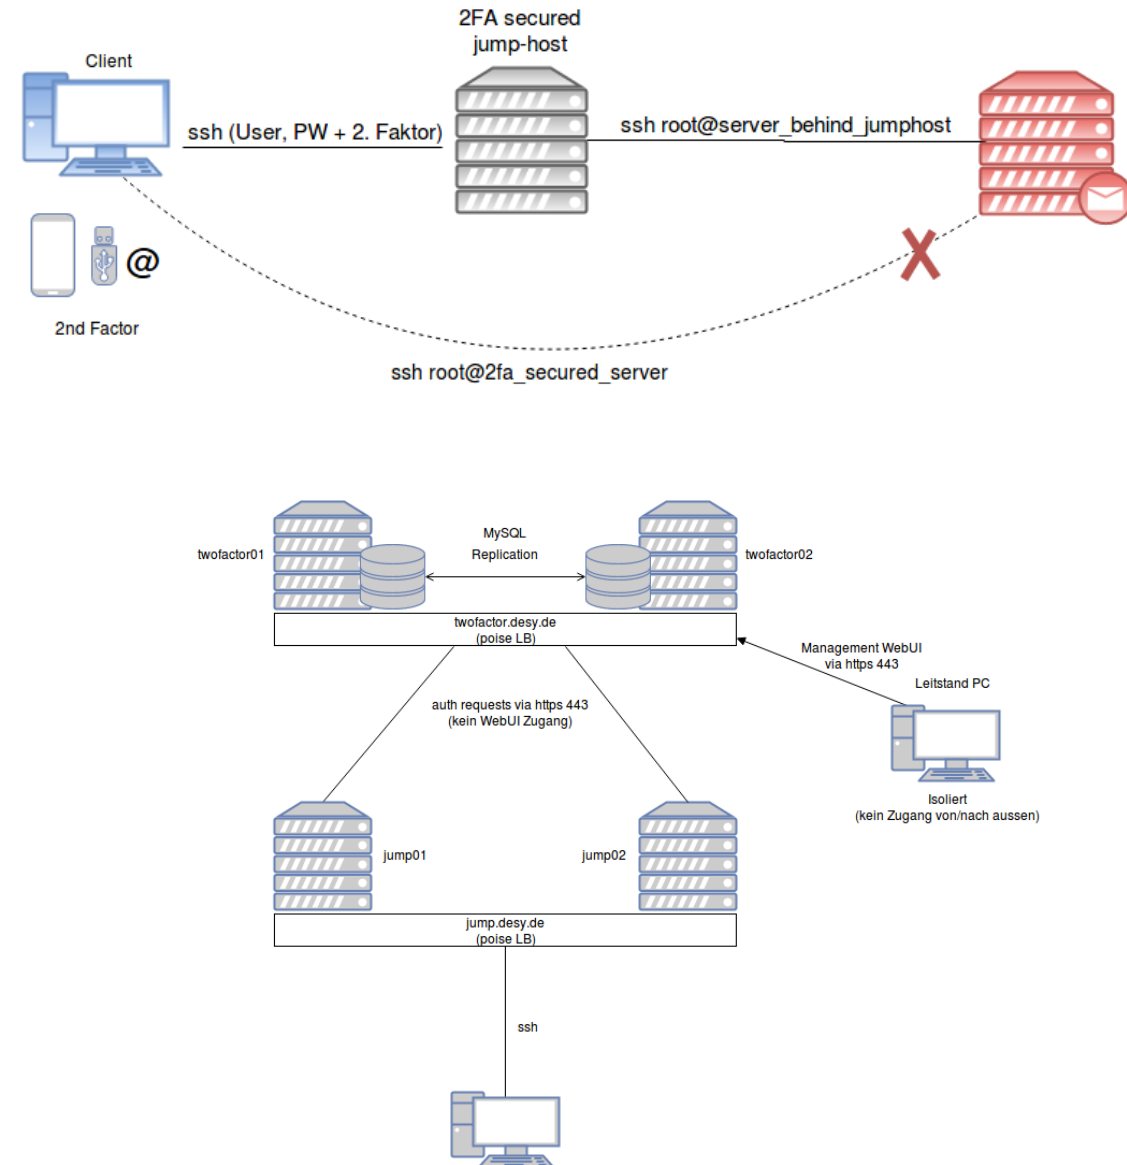 2FA secured
jump-host
Client
ssh (User, PW + 2. Faktor)
ssh root@server_behind_jumphost
@
2nd Factor
ssh root@2fa_secured_server
MySQL
Replication
twofactor01
twofactor02
twofactor.desy.de
(poise LB)
Management WebUI
via https 443
Leitstand PC
auth requests via https 443
(kein WebUI Zugang)
Isoliert
(kein Zugang von/nach aussen)
jump01
jump02
jump.desy.de
(poise LB)
ssh